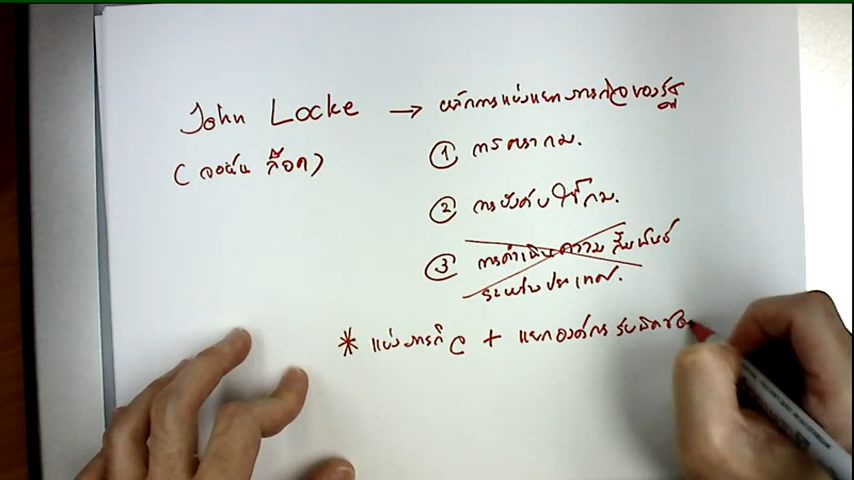 John Locke → หลักการแบ่งแยกภารกิจของรัฐ
(จอห์น ล็อค)
① การตรา กม.
② การบังคับใช้ กม.
③ การดำเนินความสัมพันธ์
ระหว่างประเทศ.
* แบ่งภารกิจ + แยกองค์กรรับผิดชอบ